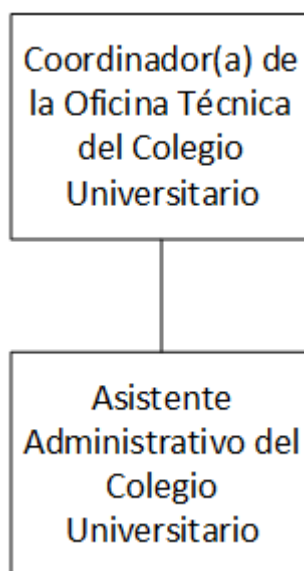 Coordinador(a) de
la Oficina Técnica
del Colegio
Universitario
Asistente
Administrativo del
Colegio
Universitario